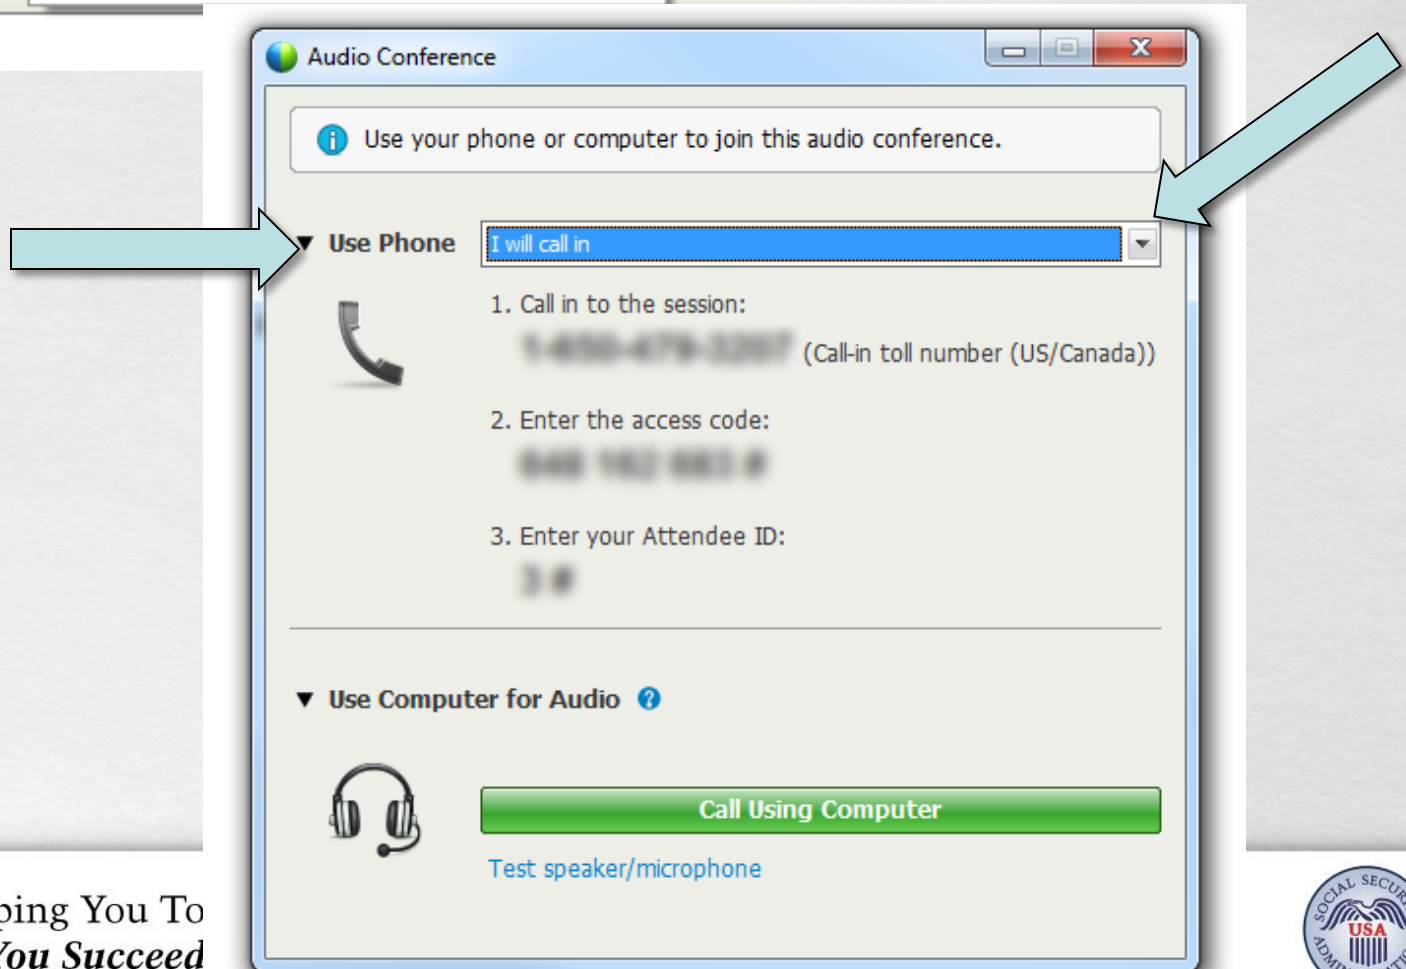 Audio Conference
Use your phone or computer to join this audio conference.
Use Phone
I will call in
1. Call in to the session:
(Call-in toll number (US/Canada))
2. Enter the access code:
3. Enter your Attendee ID:
Use Computer for Audio
Call Using Computer
Test speaker/microphone
You To
You Succeed
SOCIAL
USA